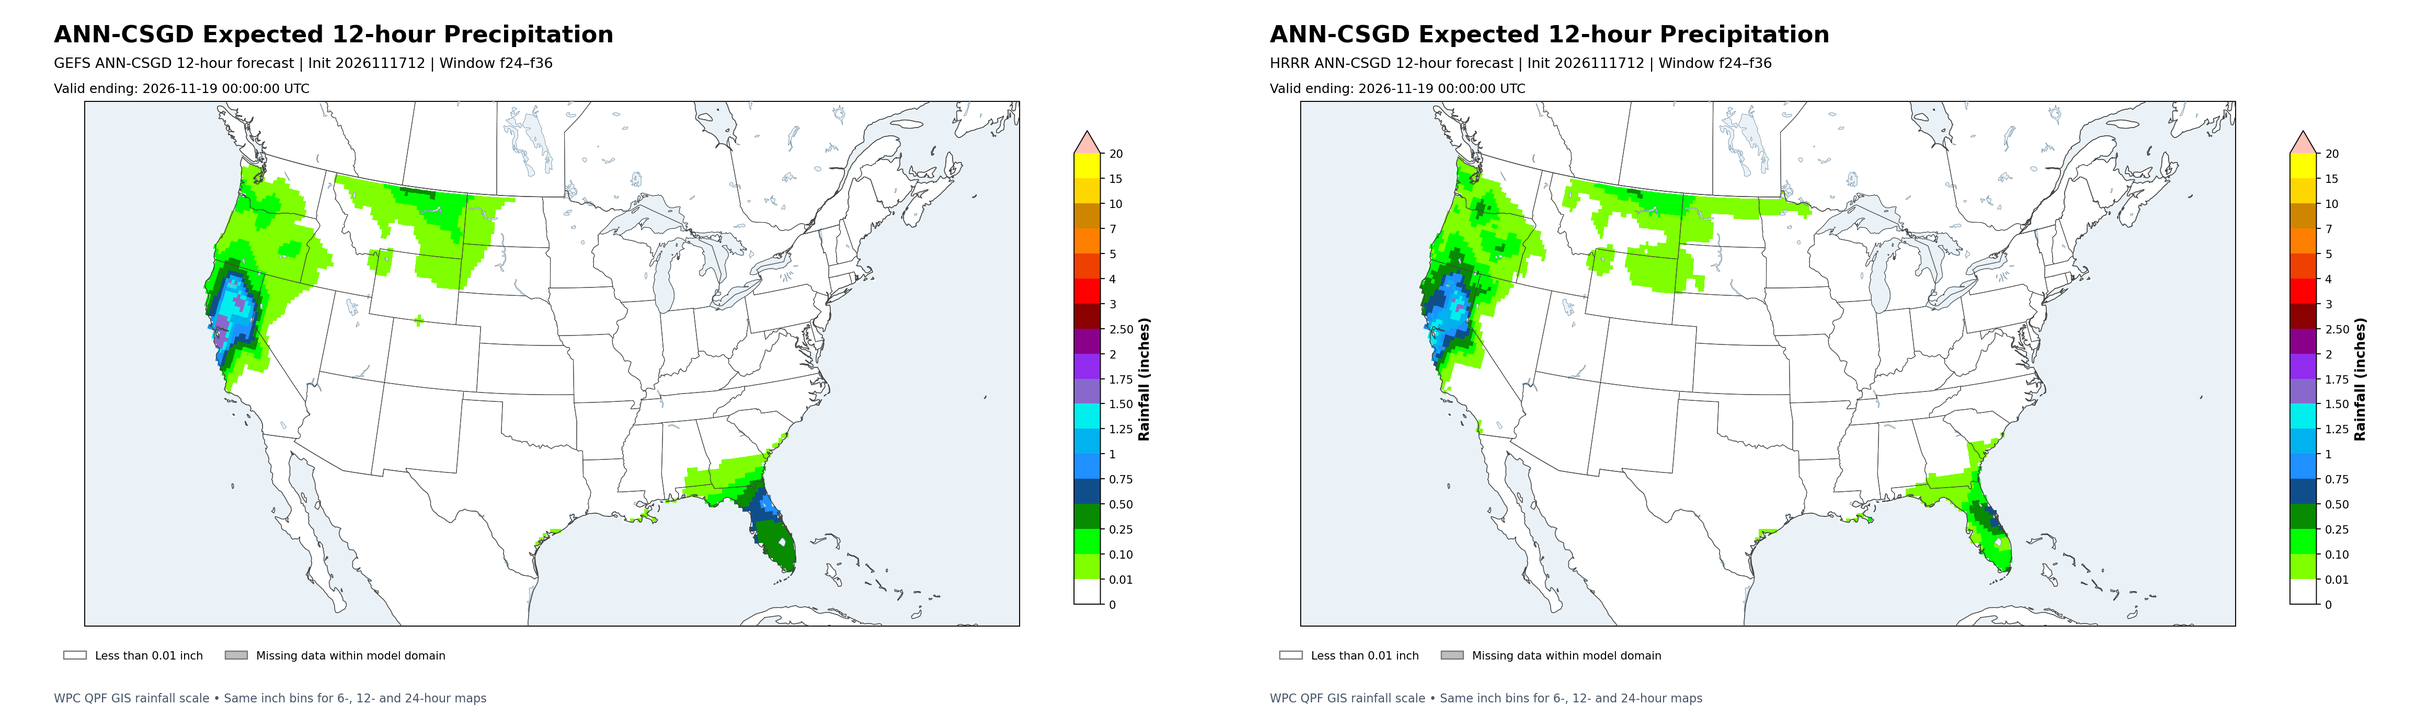 ANN-CSGD Expected 12-hour Precipitation
GEFS ANN-CSGD 12-hour forecast | Init 2026111712 | Window f24–f36
Valid ending: 2026-11-19 00:00:00 UTC
20
15
10
7
5
4
3
2.50
2
1.75
1.50
1.25
1
0.75
0.50
0.25
0.10
0.01
0
Rainfall (inches)
Less than 0.01 inch
Missing data within model domain
WPC QPF GIS rainfall scale • Same inch bins for 6-, 12- and 24-hour maps
ANN-CSGD Expected 12-hour Precipitation
HRRR ANN-CSGD 12-hour forecast | Init 2026111712 | Window f24–f36
Valid ending: 2026-11-19 00:00:00 UTC
20
15
10
7
5
4
3
2.50
2
1.75
1.50
1.25
1
0.75
0.50
0.25
0.10
0.01
0
Rainfall (inches)
Less than 0.01 inch
Missing data within model domain
WPC QPF GIS rainfall scale • Same inch bins for 6-, 12- and 24-hour maps